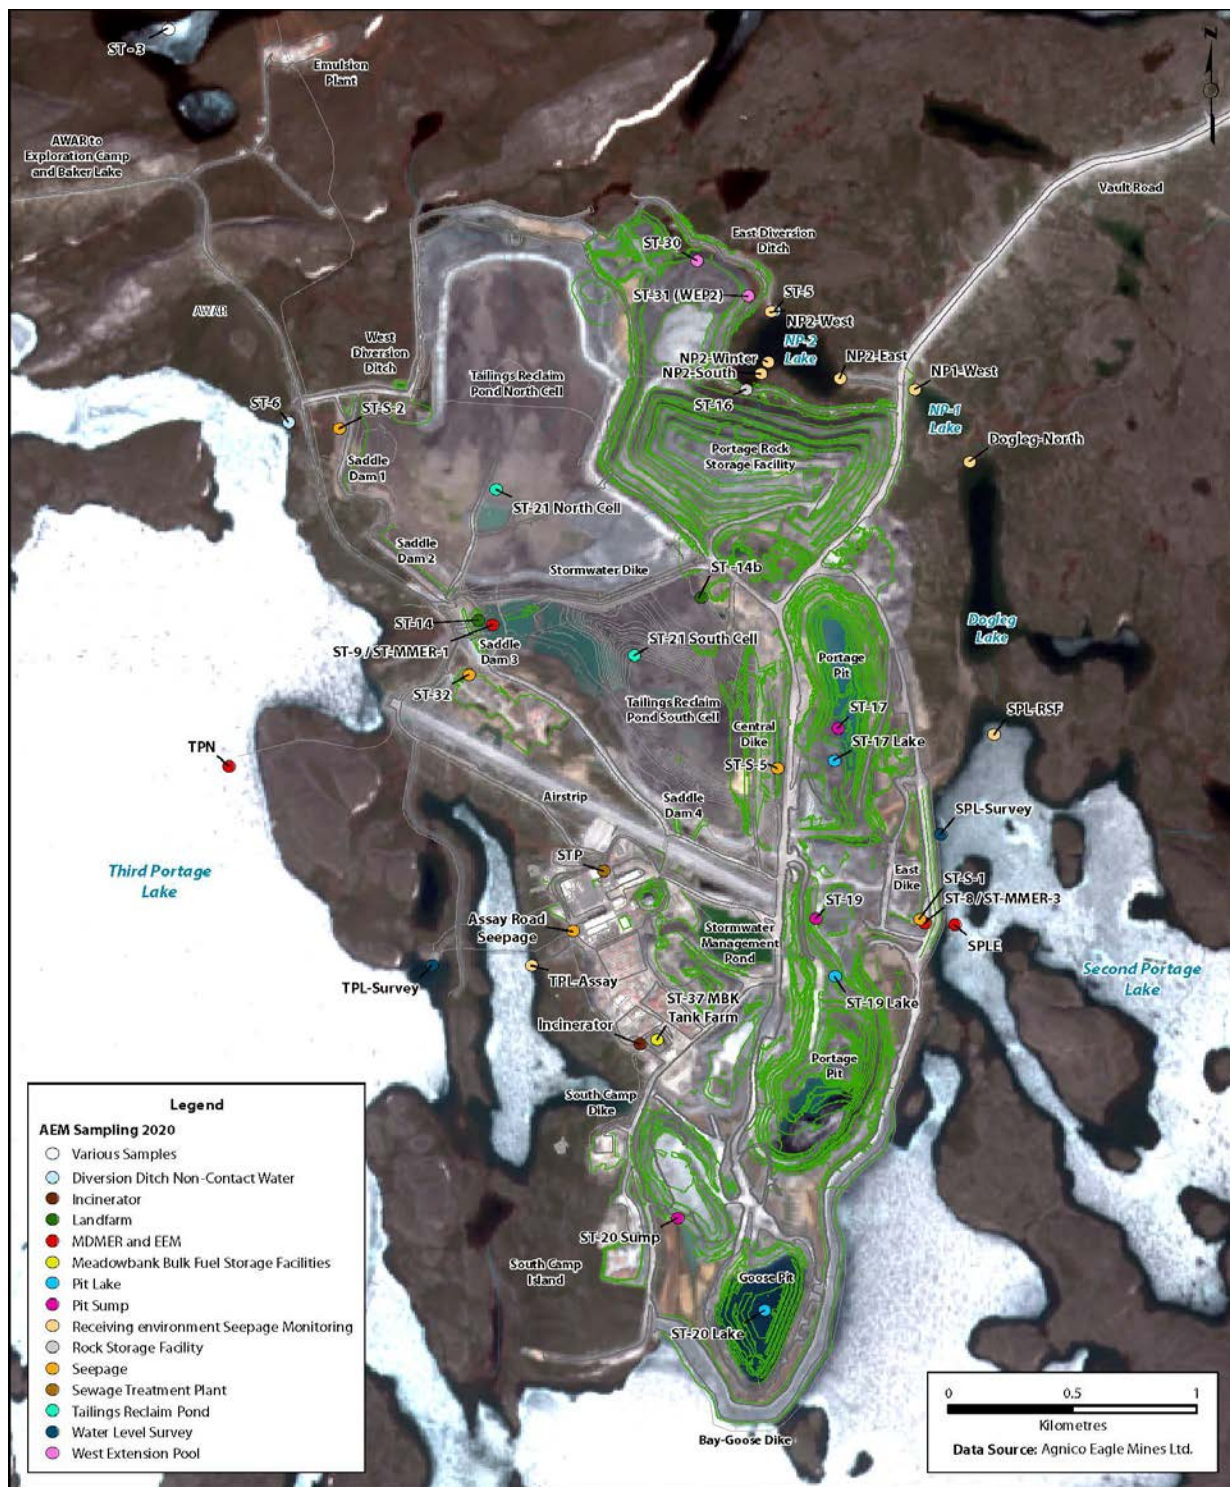 N
ST - 3
Emulsion
Plant
AWAR to
Exploration Camp
and Baker Lake
Vault Road
East Diversion
Ditch
ST-30
ST-31 (WEP2)
ST-5
NP2-West
NP-2
Lake
AWAR
West
Diversion
Ditch
NP2-Winter
NP2-South
NP2-East
NP1-West
Tailings Reclaim
Pond North Cell
ST-16
NP-1
Lake
ST-6
ST-S-2
Dogleg-North
Saddle
Dam 1
Portage Rock
Storage Facility
ST-21 North Cell
Saddle
Dam 2
Stormwater Dike
ST -14b
ST-14
Dogleg
Lake
ST-9 / ST-MMER-1
Saddle
Dam 3
ST-21 South Cell
Portage
Pit
ST-32
Tailings Reclaim
Pond South Cell
ST-17
SPL-RSF
Central
Dike
TPN
ST-17 Lake
ST-S-5
Airstrip
Saddle
Dam 4
SPL-Survey
STP
Third Portage
Lake
East
Dike
ST-S-1
ST-8 / ST-MMER-3
ST-19
Assay Road
Seepage
Stormwater
Management
Pond
SPLE
TPL-Survey
TPL-Assay
Second Portage
Lake
ST-19 Lake
ST-37 MBK
Tank Farm
Incinerator
Portage
Pit
South Camp
Dike
ST-20 Sump
South Camp
Island
Goose Pit
ST-20 Lake
Bay-Goose Dike
Legend
AEM Sampling 2020
Various Samples
Diversion Ditch Non-Contact Water
Incinerator
Landfarm
MDMER and EEM
Meadowbank Bulk Fuel Storage Facilities
Pit Lake
Pit Sump
Receiving environment Seepage Monitoring
Rock Storage Facility
Seepage
Sewage Treatment Plant
Tailings Reclaim Pond
Water Level Survey
West Extension Pool
0 0.5 1
Kilometres
Data Source: Agnico Eagle Mines Ltd.